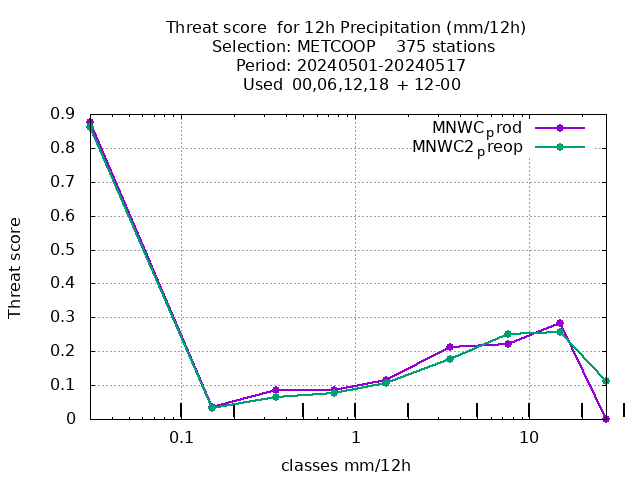 Threat score  for 12h Precipitation (mm/12h)
Selection: METCOOP    375 stations
Period: 20240501-20240517
Used  00,06,12,18  + 12-00
MNWCprod
MNWC2preop
0.9
0.8
0.7
0.6
0.5
0.4
0.3
0.2
0.1
0
Threat score
0.1
1
10
classes mm/12h